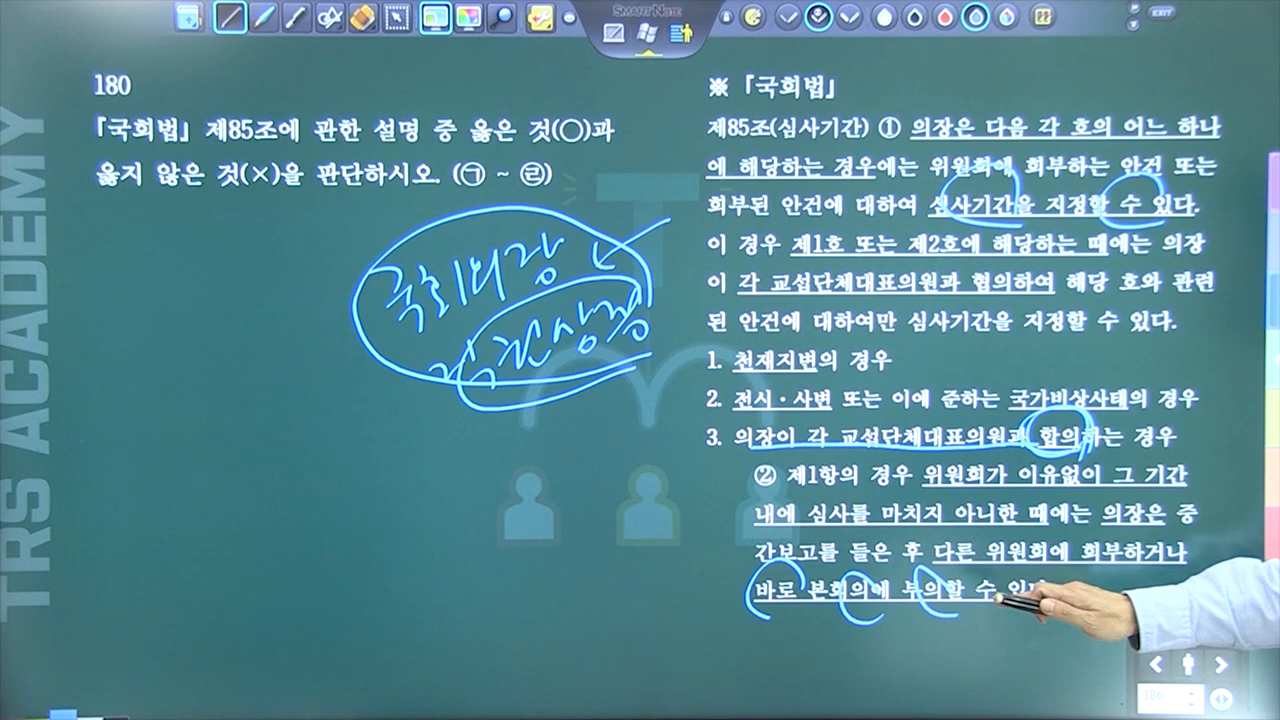 SMART NOTE
EXIT
180
「국회법」 제85조에 관한 설명 중 옳은 것(○)과
옳지 않은 것(×)을 판단하시오. (㉠ ~ ㉣)
국회의장
직권상정
※ 「국회법」
제85조(심사기간) ① 의장은 다음 각 호의 어느 하나
에 해당하는 경우에는 위원회에 회부하는 안건 또는
회부된 안건에 대하여 심사기간을 지정할 수 있다.
이 경우 제1호 또는 제2호에 해당하는 때에는 의장
이 각 교섭단체대표의원과 협의하여 해당 호와 관련
된 안건에 대하여만 심사기간을 지정할 수 있다.
1. 천재지변의 경우
2. 전시·사변 또는 이에 준하는 국가비상사태의 경우
3. 의장이 각 교섭단체대표의원과 합의하는 경우
② 제1항의 경우 위원회가 이유없이 그 기간
내에 심사를 마치지 아니한 때에는 의장은 중
간보고를 들은 후 다른 위원회에 회부하거나
바로 본회의에 부의할 수
TRS ACADEMY
386